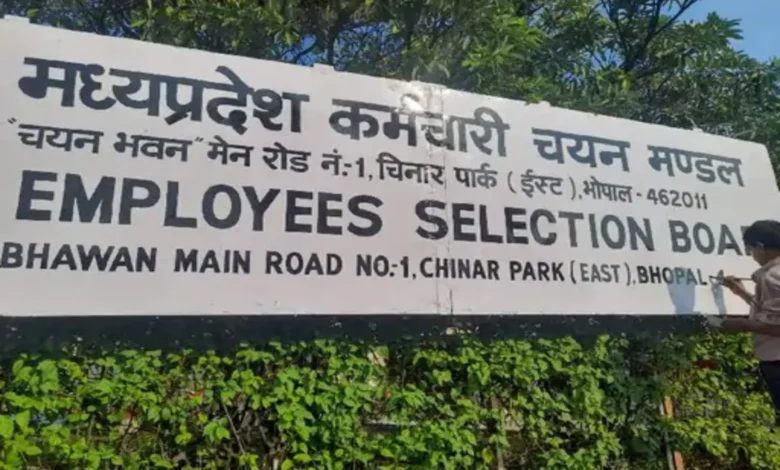 मध्यप्रदेश कर्मचारी चयन मण्डल
"चयन भवन" मेन रोड नं.-1, चिनार पार्क (ईस्ट), भोपाल - 462011
EMPLOYEES SELECTION BOA
BHAWAN MAIN ROAD NO.-1, CHINAR PARK (EAST), BHOPAL